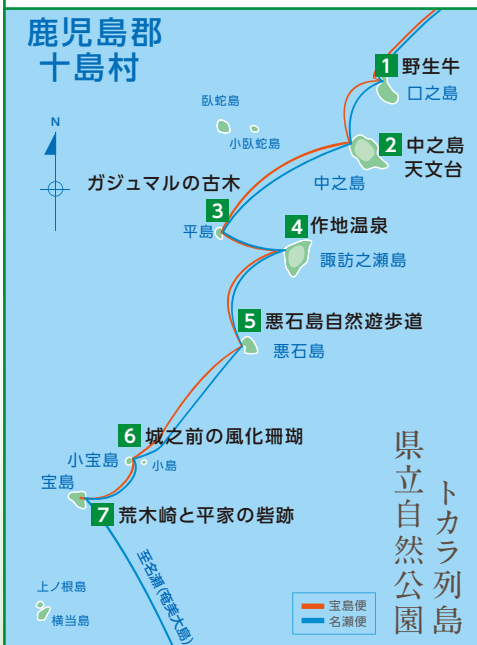 鹿児島郡
十島村
1 野生牛
口之島
臥蛇島
小臥蛇島
N
2 中之島
天文台
中之島
ガジュマルの古木
3
平島
4 作地温泉
諏訪之瀬島
5 悪石島自然遊歩道
悪石島
6 城之前の風化珊瑚
小宝島
小島
宝島
7 荒木崎と平家の砦跡
トカラ列島
県立自然公園
至名瀬(奄美大島)
上ノ根島
横当島
宝島便
名瀬便